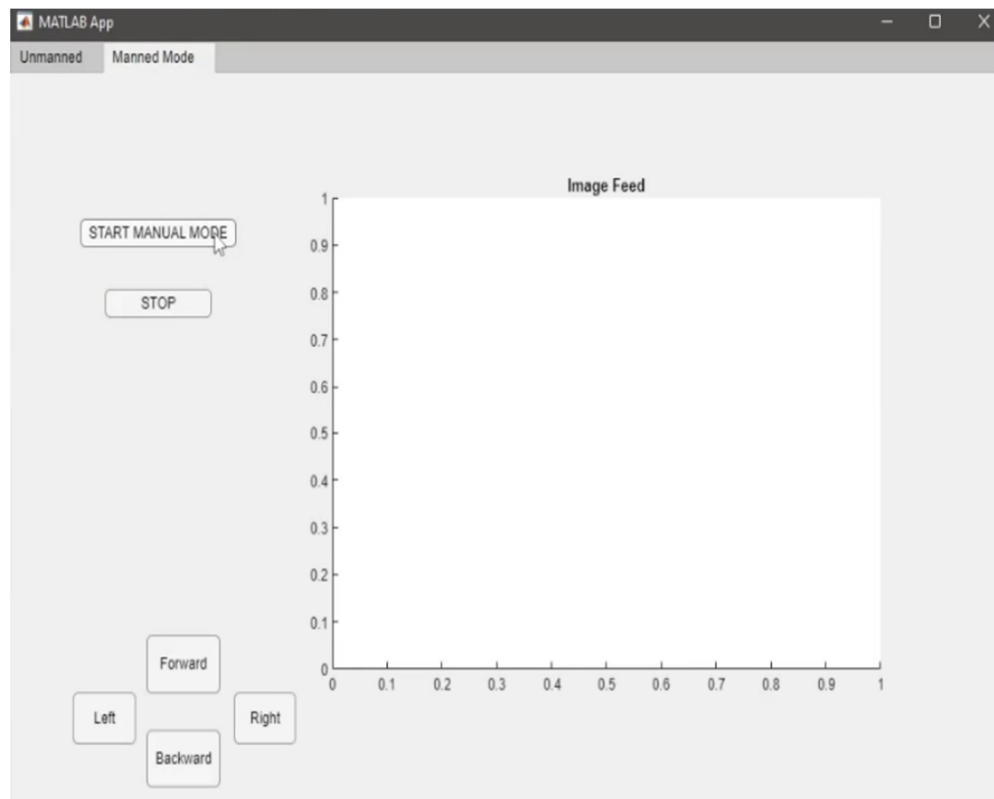 MATLAB App
Unmanned Manned Mode
Image Feed
START MANUAL MODE
STOP
1
0.9
0.8
0.7
0.6
0.5
0.4
0.3
0.2
0.1
0
0 0.1 0.2 0.3 0.4 0.5 0.6 0.7 0.8 0.9 1
Forward
Left Right
Backward